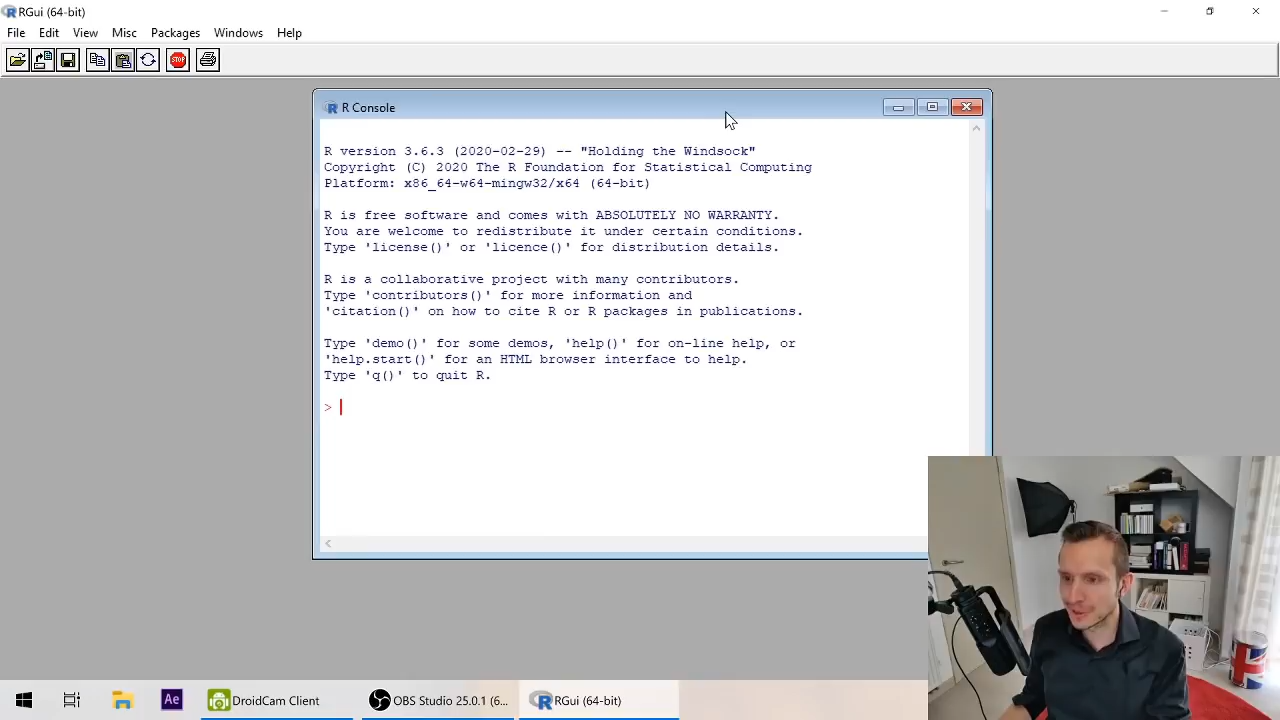 RGui (64-bit)
File Edit View Misc Packages Windows Help
STOP
R Console
R version 3.6.3 (2020-02-29) -- "Holding the Windsock"
Copyright (C) 2020 The R Foundation for Statistical Computing
Platform: x86_64-w64-mingw32/x64 (64-bit)
R is free software and comes with ABSOLUTELY NO WARRANTY.
You are welcome to redistribute it under certain conditions.
Type 'license()' or 'licence()' for distribution details.
R is a collaborative project with many contributors.
Type 'contributors()' for more information and
'citation()' on how to cite R or R packages in publications.
Type 'demo()' for some demos, 'help()' for on-line help, or
'help.start()' for an HTML browser interface to help.
Type 'q()' to quit R.
>
Ae DroidCam Client OBS Studio 25.0.1 (6... RGui (64-bit)